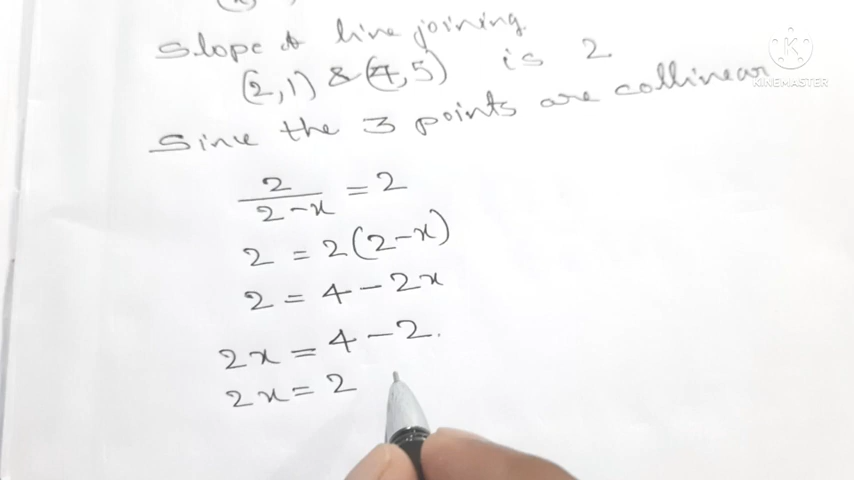 Slope of line joining
(2,1) & (4,5) is 2
Since the 3 points are collinear
2/(2-x) = 2
2 = 2(2-x)
2 = 4-2x
2x = 4-2.
2x = 2
K
KINEMASTER